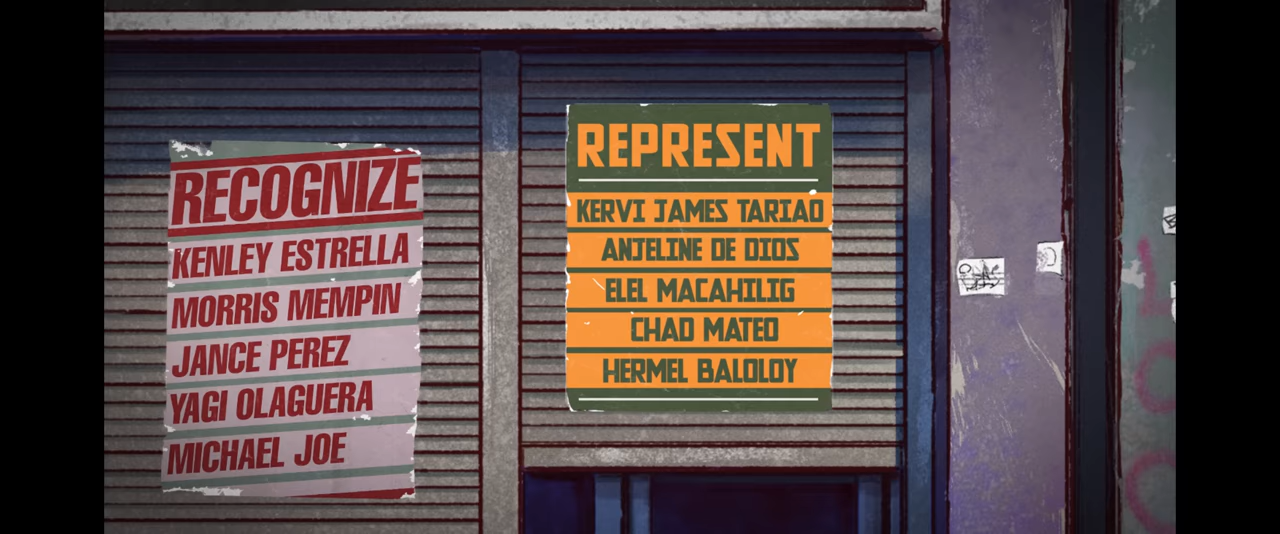 RECOGNIZE
KENLEY ESTRELLA
MORRIS MEMPIN
JANCE PEREZ
YAGI OLAGUERA
MICHAEL JOE
REPRESENT
KERVI JAMES TARIAO
ANJELINE DE DIOS
ELEL MACAHILIG
CHAD MATEO
HERMEL BALOLOY